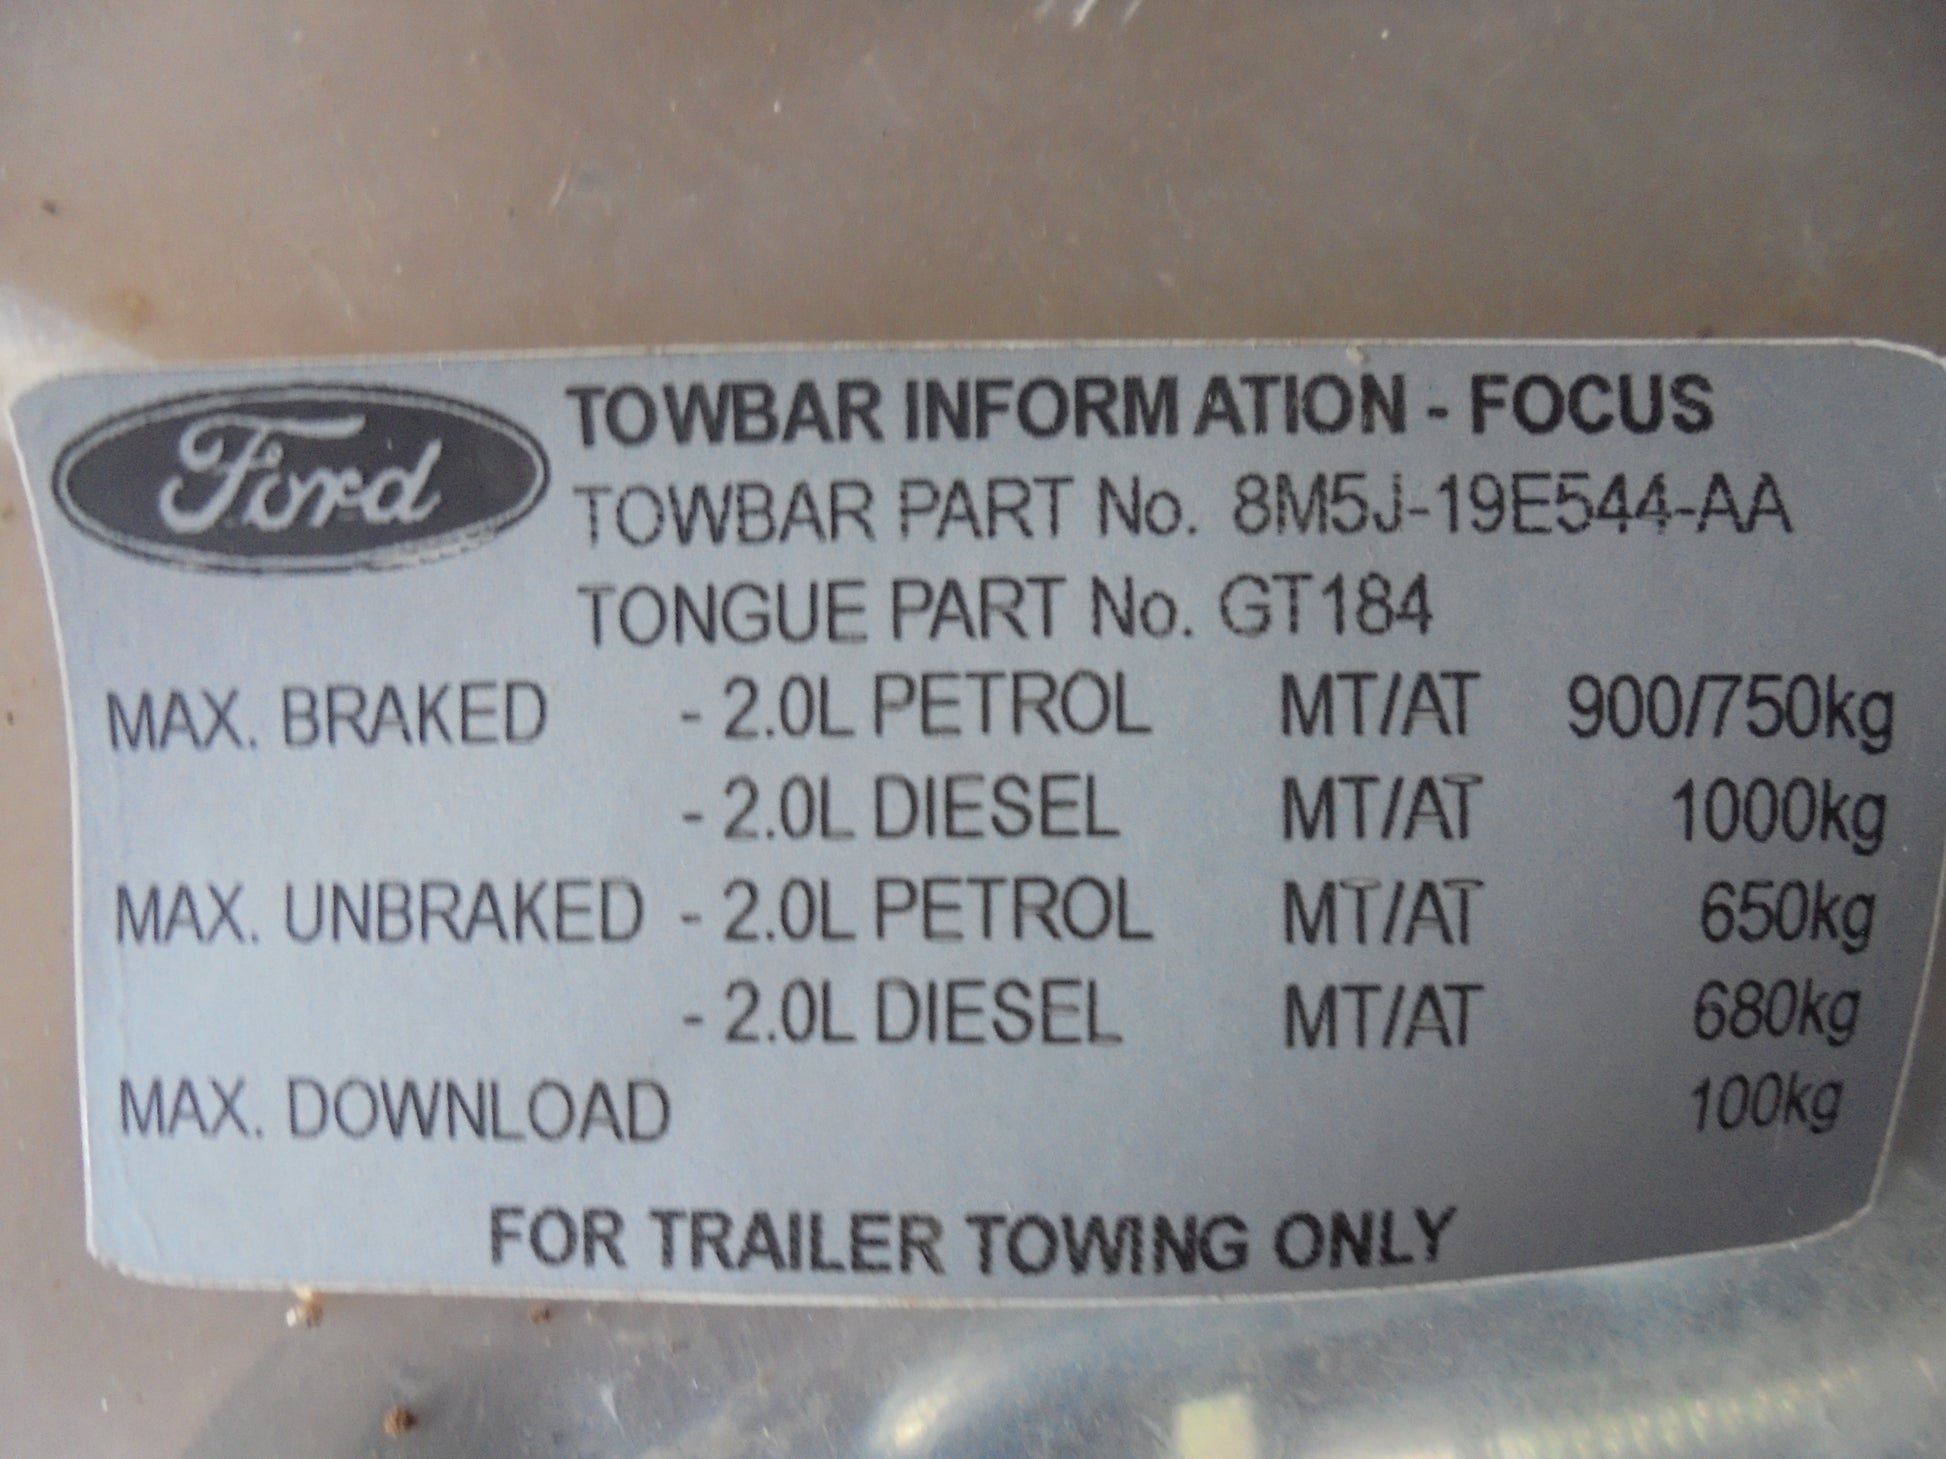 Ford
TOWBAR INFORMATION - FOCUS
TOWBAR PART No. 8M5J-19E544-AA
TONGUE PART No. GT184
MAX. BRAKED - 2.0L PETROL MT/AT 900/750kg
- 2.0L DIESEL MT/AT 1000kg
MAX. UNBRAKED - 2.0L PETROL MT/AT 650kg
- 2.0L DIESEL MT/AT 680kg
MAX. DOWNLOAD 100kg
FOR TRAILER TOWING ONLY